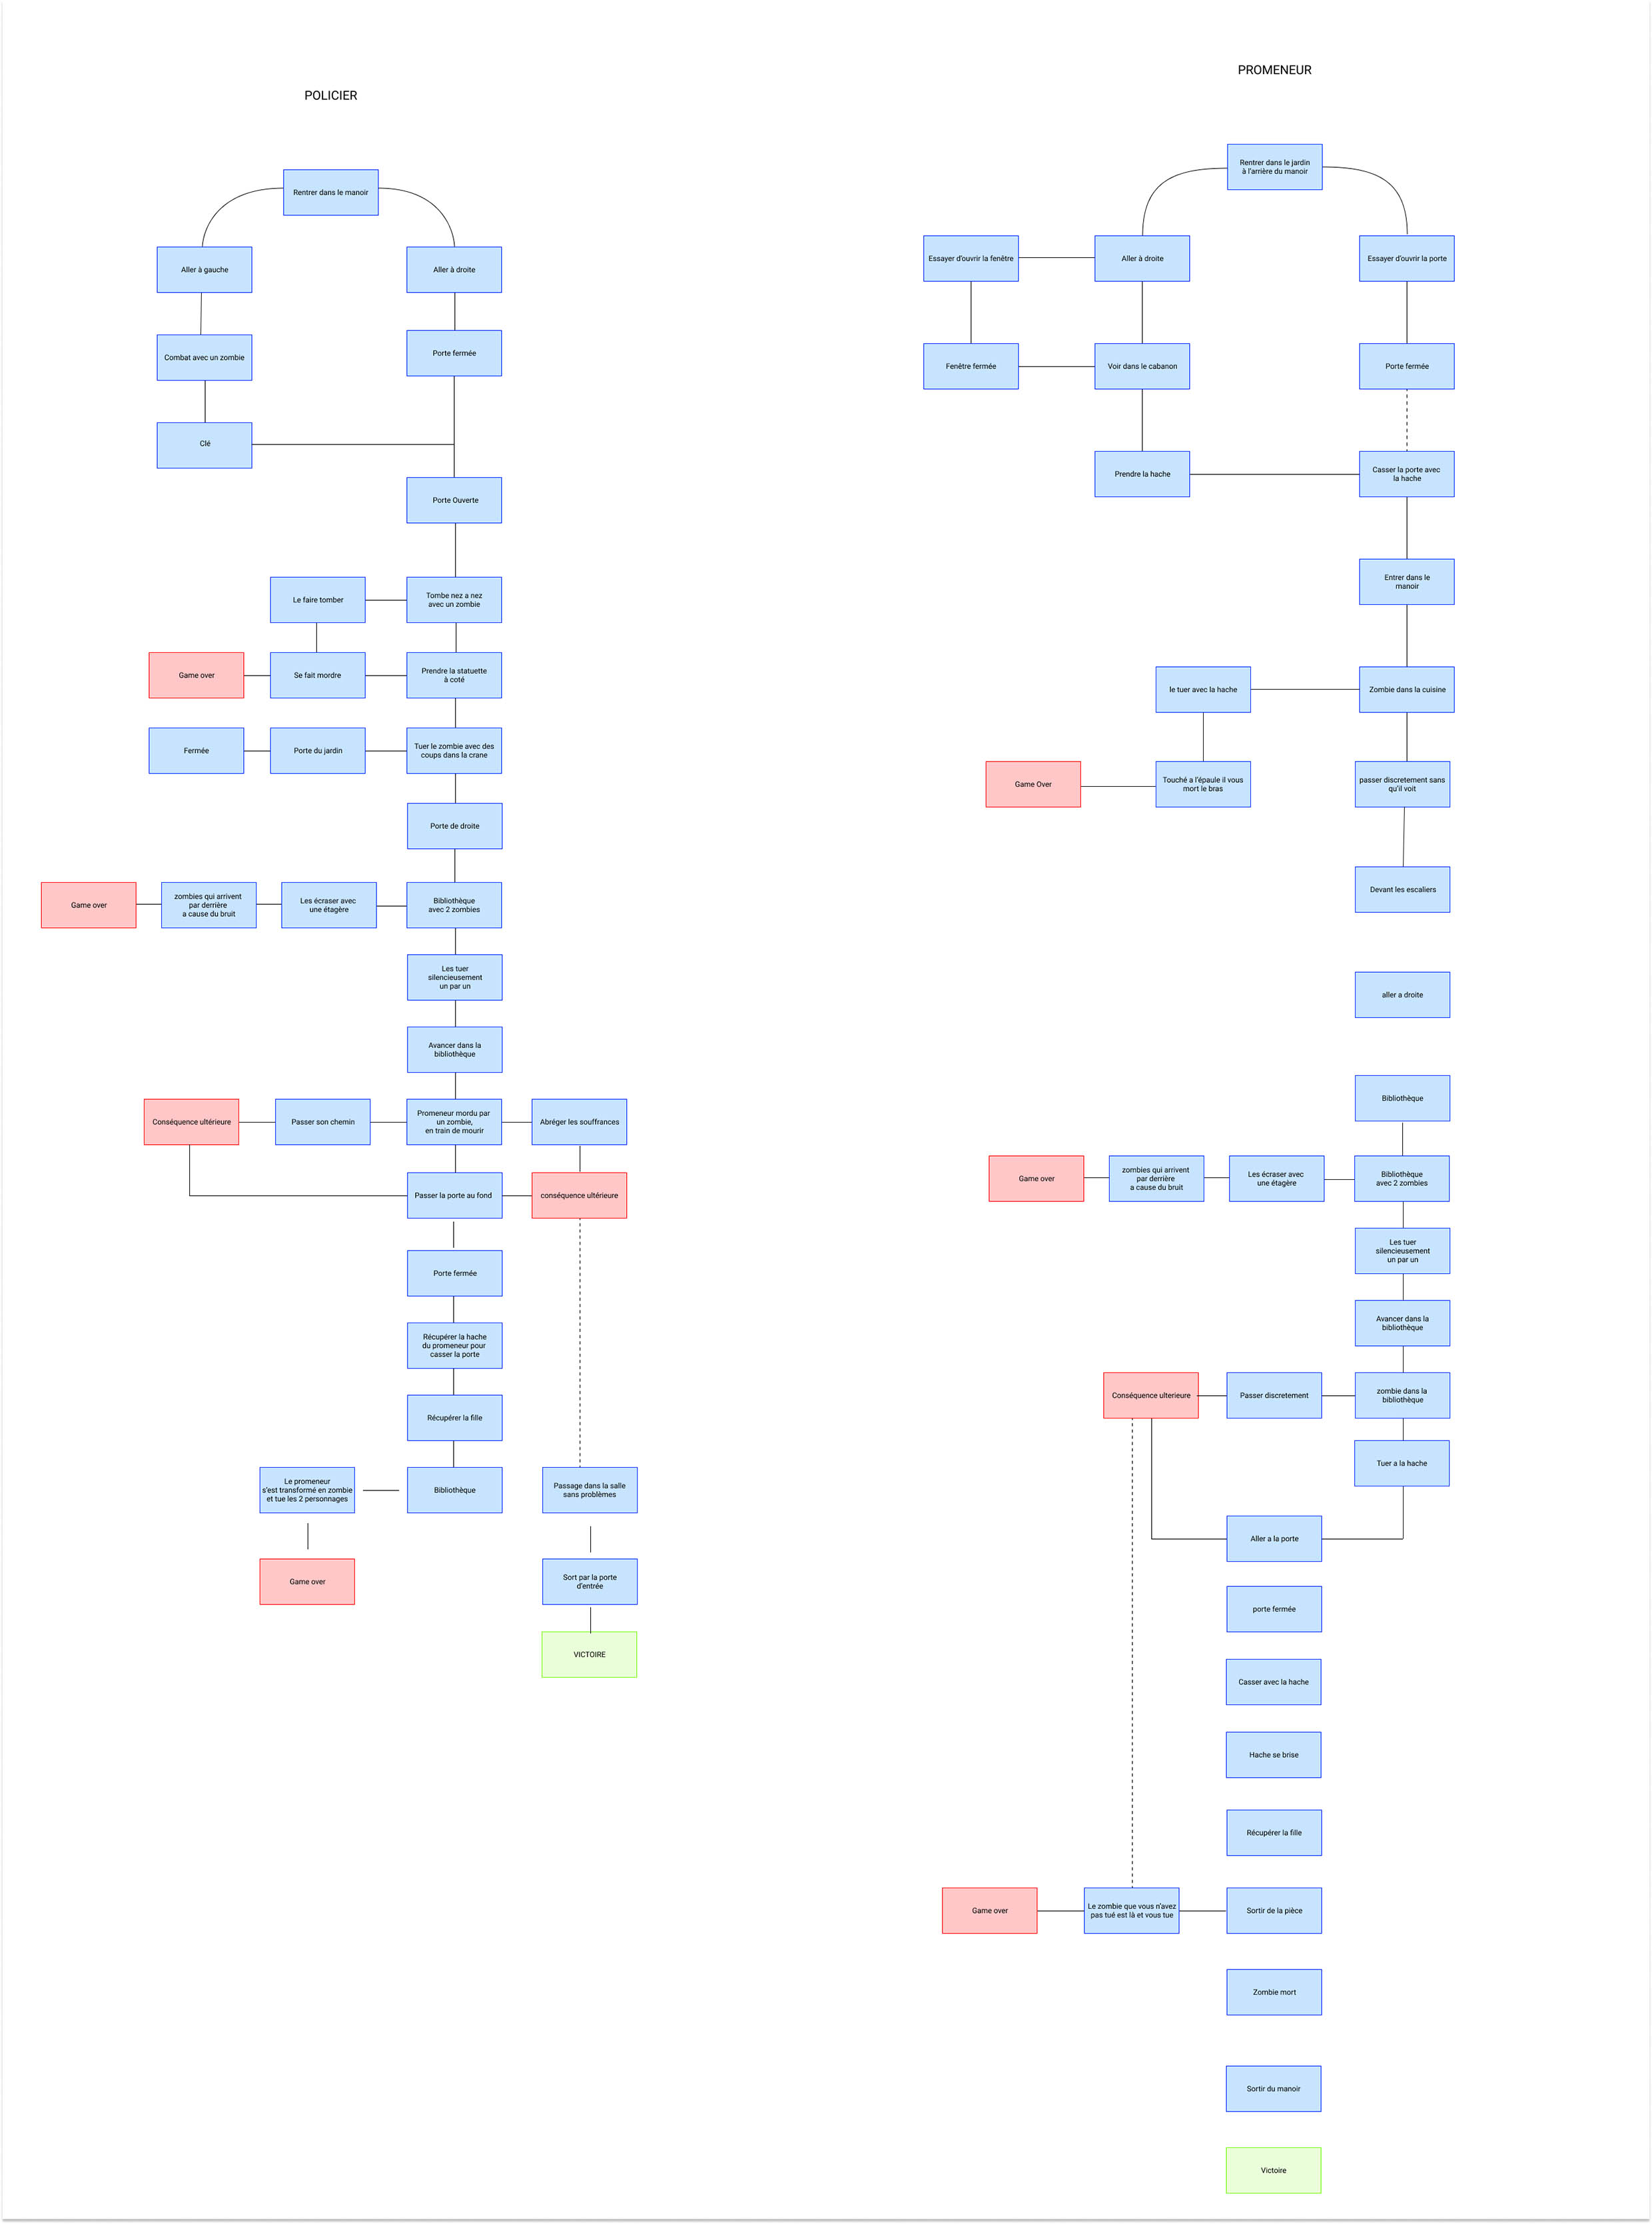 POLICIER
Rentrer dans le manoir
Aller à gauche
Aller à droite
Combat avec un zombie
Porte fermée
Clé
Porte Ouverte
Le faire tomber
Tombe nez a nez
avec un zombie
Game over
Se fait mordre
Prendre la statuette
à coté
Fermée
Porte du jardin
Tuer le zombie avec des
coups dans la crane
Porte de droite
Game over
zombies qui arrivent
par derrière
a cause du bruit
Les écraser avec
une étagère
Bibliothèque
avec 2 zombies
Les tuer
silencieusement
un par un
Avancer dans la
bibliothèque
Conséquence ultérieure
Passer son chemin
Promeneur mordu par
un zombie,
en train de mourir
Abréger les souffrances
Passer la porte au fond
conséquence ultérieure
Porte fermée
Récupérer la hache
du promeneur pour
casser la porte
Récupérer la fille
Le promeneur
s'est transformé en zombie
et tue les 2 personnages
Bibliothèque
Passage dans la salle
sans problèmes
Game over
Sort par la porte
d'entrée
VICTOIRE
PROMENEUR
Rentrer dans le jardin
à l'arrière du manoir
Essayer d'ouvrir la fenêtre
Aller à droite
Essayer d'ouvrir la porte
Fenêtre fermée
Voir dans le cabanon
Porte fermée
Prendre la hache
Casser la porte avec
la hache
Entrer dans le
manoir
le tuer avec la hache
Zombie dans la cuisine
Game Over
Touché a l'épaule il vous
mort le bras
passer discretement sans
qu'il voit
Devant les escaliers
aller a droite
Bibliothèque
Game over
zombies qui arrivent
par derrière
a cause du bruit
Les écraser avec
une étagère
Bibliothèque
avec 2 zombies
Les tuer
silencieusement
un par un
Avancer dans la
bibliothèque
Conséquence ulterieure
Passer discretement
zombie dans la
bibliothèque
Tuer a la hache
Aller a la porte
porte fermée
Casser avec la hache
Hache se brise
Récupérer la fille
Game over
Le zombie que vous n'avez
pas tué est là et vous tue
Sortir de la pièce
Zombie mort
Sortir du manoir
Victoire